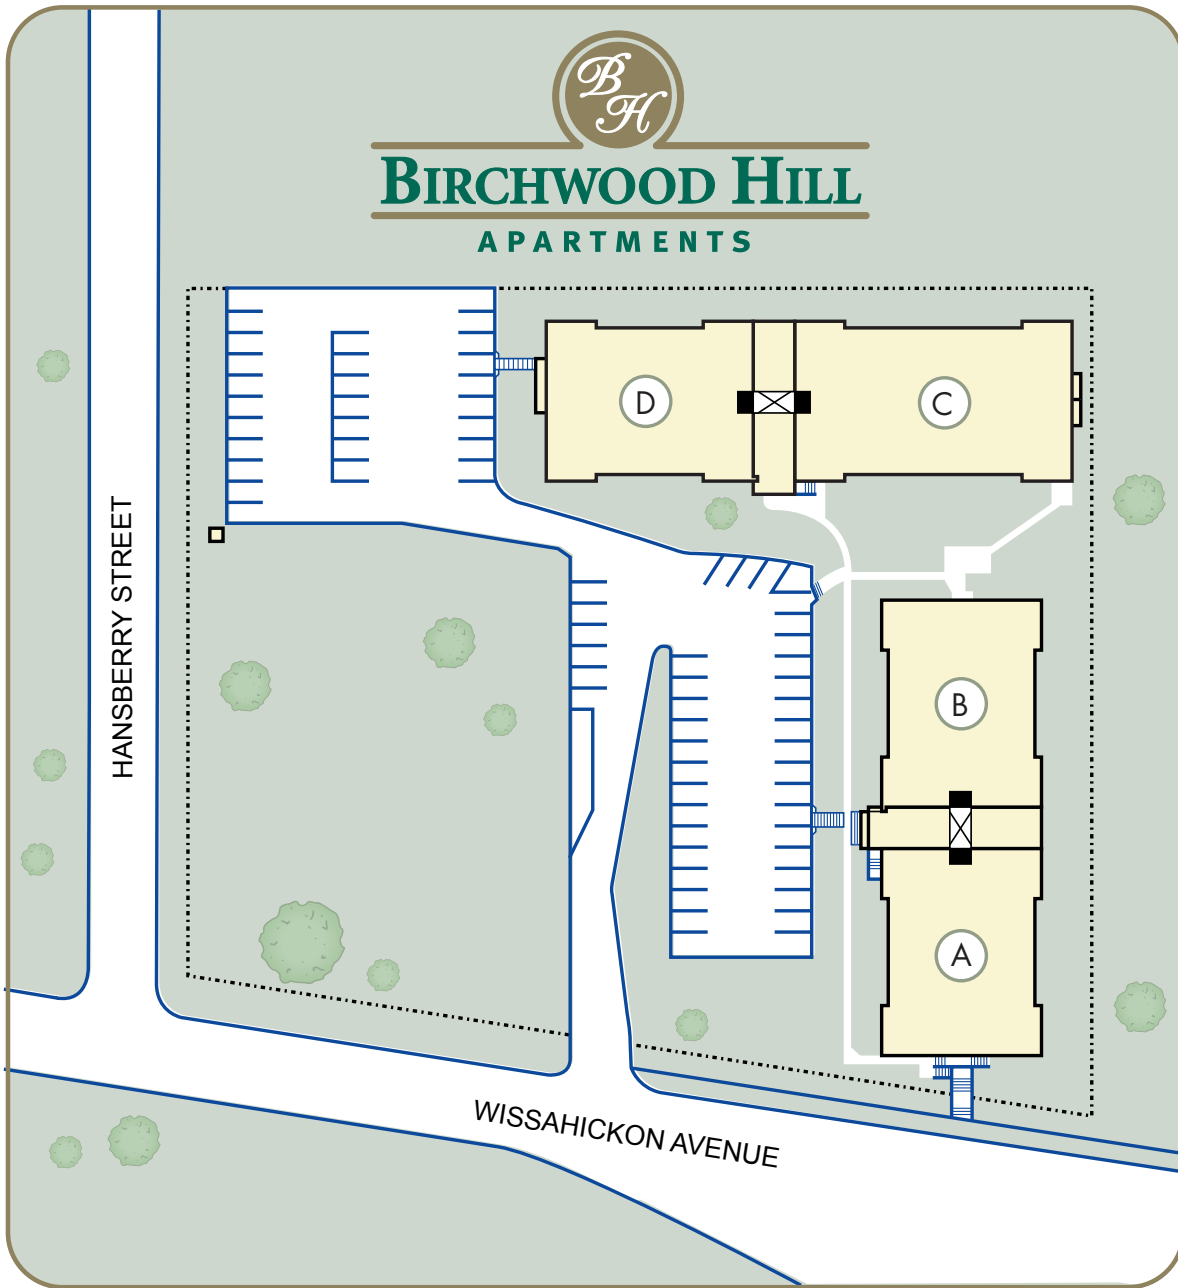 BH
BIRCHWOOD HILL
APARTMENTS
D
C
HANSBERRY STREET
B
A
WISSAHICKON AVENUE